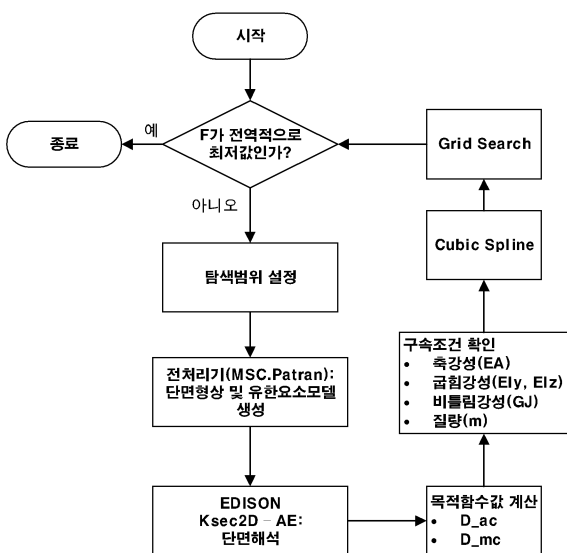 시작
F가 전역적으로
최저값인가?
예
종료
아니오
탐색범위 설정
전처리기(MSC.Patran):
단면형상 및 유한요소모델
생성
EDISON
Ksec2D - AE:
단면해석
목적함수값 계산
• D_ac
• D_mc
구속조건 확인
• 축강성(EA)
• 굽힘강성(EIy, EIz)
• 비틀림강성(GJ)
• 질량(m)
Cubic Spline
Grid Search